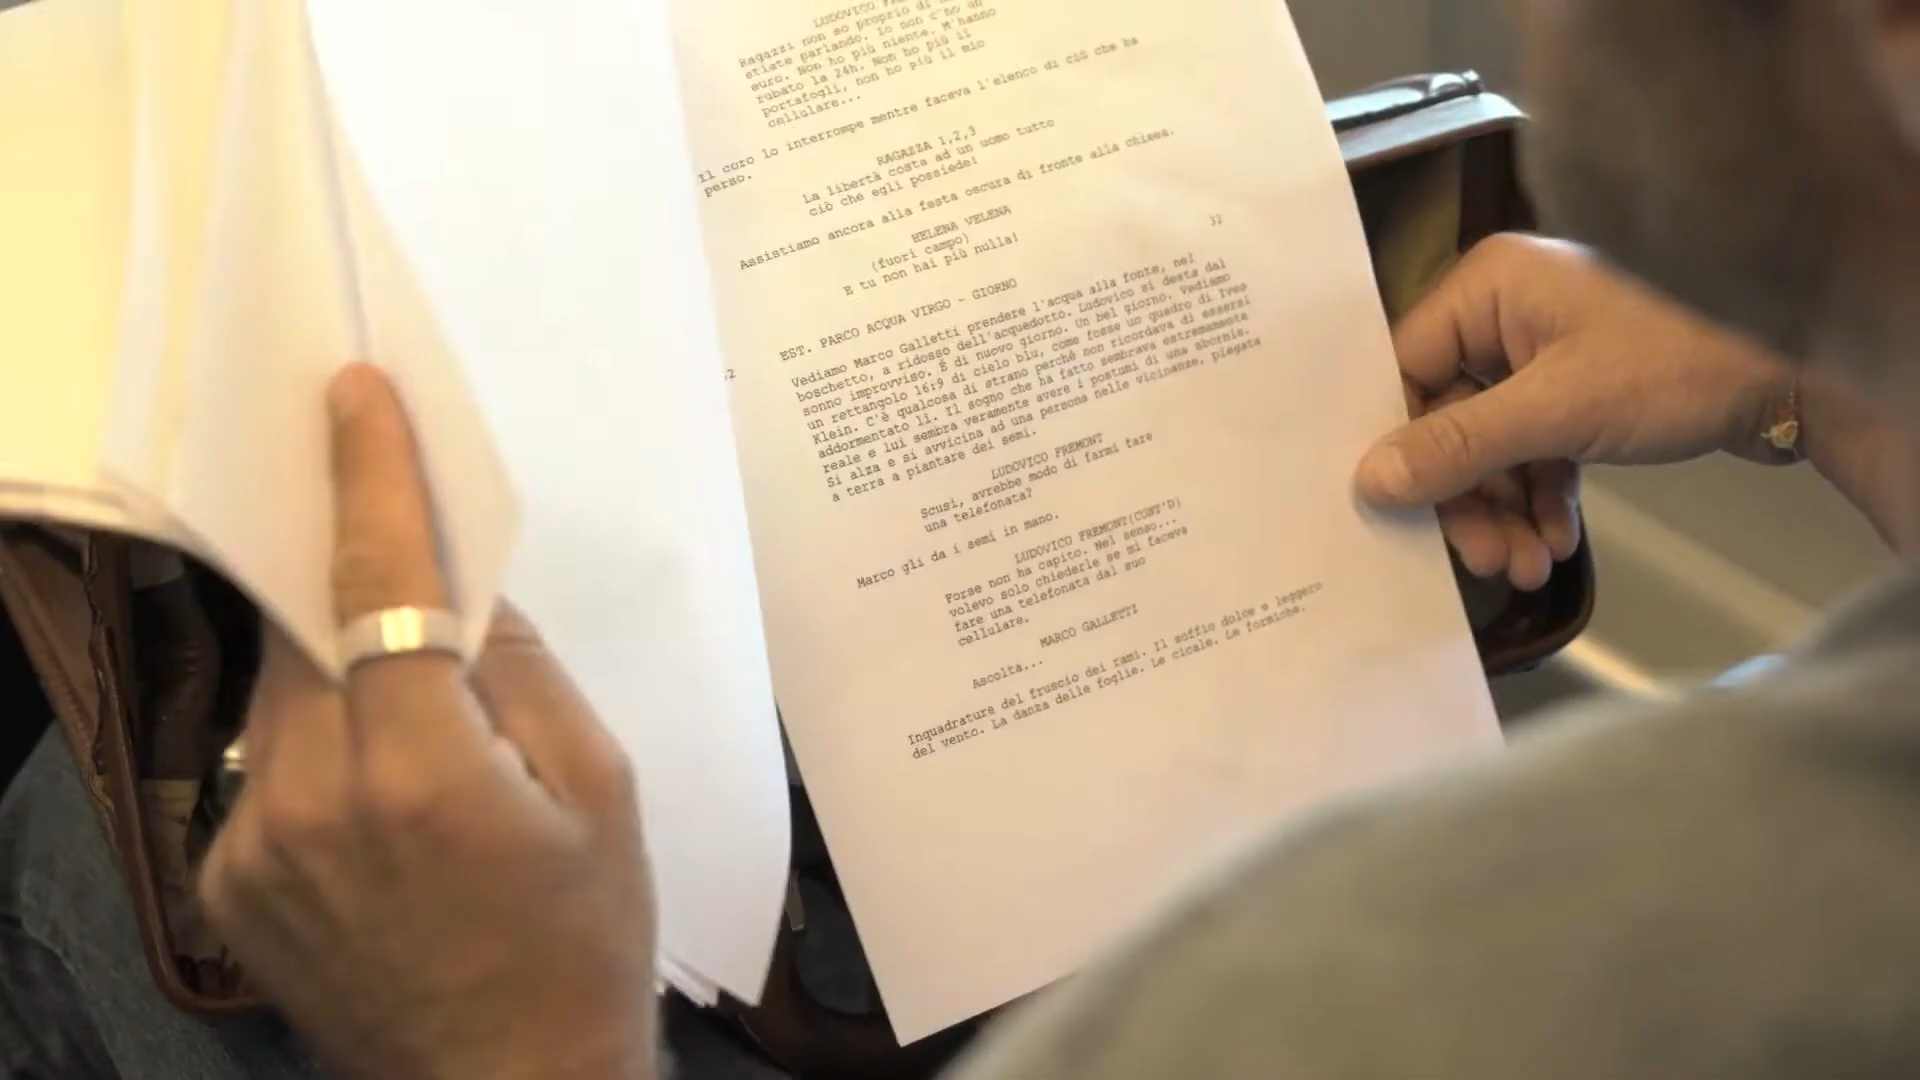 LUDOVICO
Ragazzi non so proprio di
stiate parlando. Io non c'ho un
euro. Non ho più niente. M'hanno
rubato la 24h. Non ho più il
portafogli, non ho più il mio
cellulare...
Il coro lo interrompe mentre faceva l'elenco di ciò che ha
perso.
RAGAZZA 1,2,3
La libertà costa ad un uomo tutto
ciò che egli possiede!
Assistiamo ancora alla festa oscura di fronte alla chiesa.
HELENA VELENA
(fuori campo)
E tu non hai più nulla!
32
EST. PARCO ACQUA VIRGO - GIORNO
Vediamo Marco Galletti prendere l'acqua alla fonte, nel
boschetto, a ridosso dell'acquedotto. Ludovico si desta dal
sonno improvviso. É di nuovo giorno. Un bel giorno. Vediamo
un rettangolo 16:9 di cielo blu, come fosse un quadro di Ives
Klein. C'è qualcosa di strano perché non ricordava di essersi
addormentato lì. Il sogno che ha fatto sembrava estremamente
reale e lui sembra veramente avere i postumi di una sbornia.
Si alza e si avvicina ad una persona nelle vicinanze, piegata
a terra a piantare dei semi.
LUDOVICO FREMONT
Scusi, avrebbe modo di farmi fare
una telefonata?
Marco gli da i semi in mano.
LUDOVICO FREMONT(CONT'D)
Forse non ha capito. Nel senso...
volevo solo chiederle se mi faceva
fare una telefonata dal suo
cellulare.
MARCO GALLETTI
Ascolta...
Inquadrature del fruscio dei rami. Il soffio dolce e leggero
del vento. La danza delle foglie. Le cicale. Le formiche.